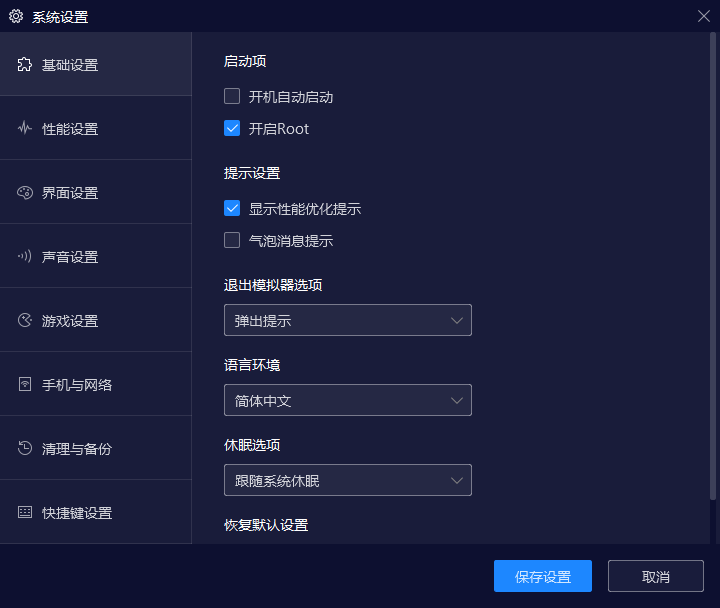 系统设置
基础设置
性能设置
界面设置
声音设置
游戏设置
手机与网络
清理与备份
快捷键设置
启动项
开机自动启动
开启Root
提示设置
显示性能优化提示
气泡消息提示
退出模拟器选项
弹出提示
语言环境
简体中文
休眠选项
跟随系统休眠
恢复默认设置
保存设置
取消